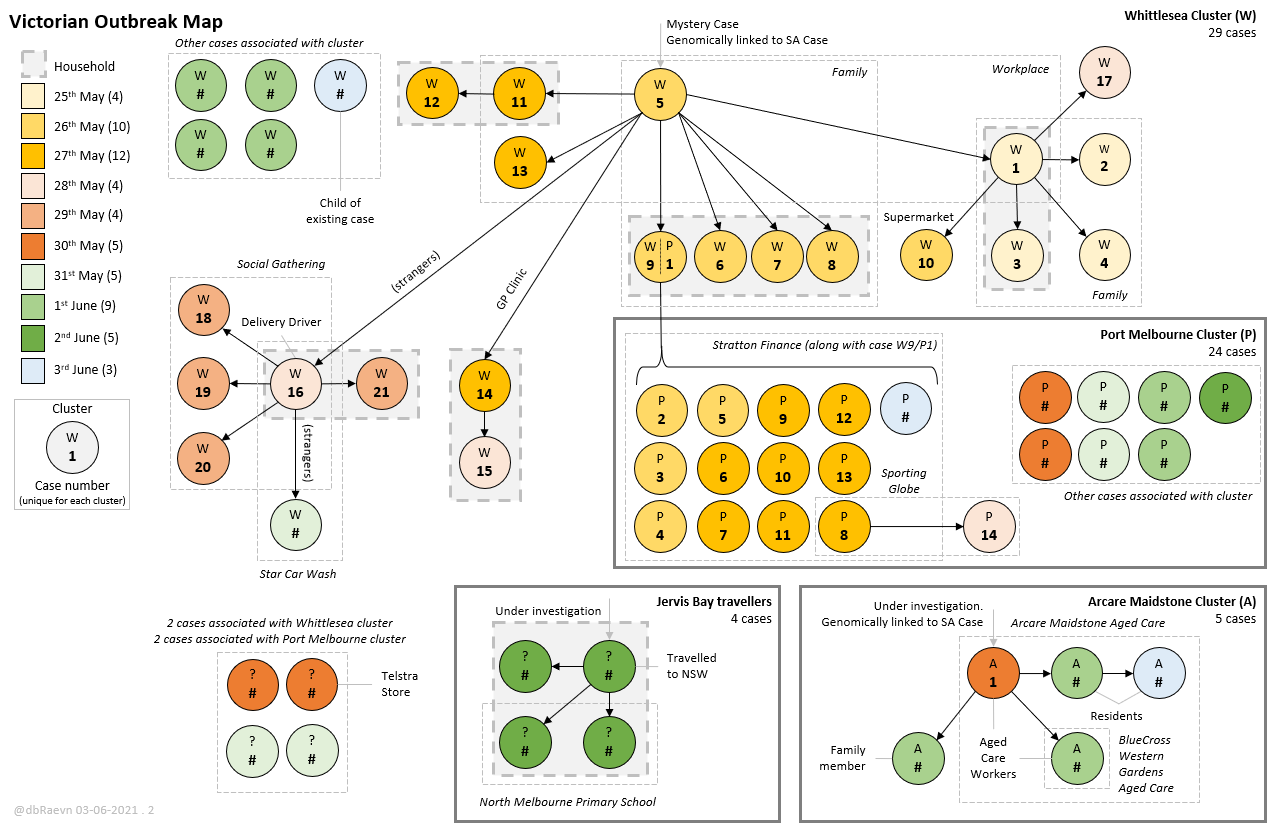 Victorian Outbreak Map
Household
25th May (4)
26th May (10)
27th May (12)
28th May (4)
29th May (4)
30th May (5)
31st May (5)
1st June (9)
2nd June (5)
3rd June (3)
Cluster
W
1
Case number
(unique for each cluster)
Other cases associated with cluster
W
#
W
#
W
#
W
#
W
#
Child of
existing case
Mystery Case
Genomically linked to SA Case
Whittlesea Cluster (W)
29 cases
Family
Workplace
W
12
W
11
W
5
W
13
W
17
W
1
W
2
Supermarket
W
10
W
3
W
4
Family
W
9
P
1
W
6
W
7
W
8
(strangers)
GP Clinic
Social Gathering
W
18
Delivery Driver
W
19
W
16
W
21
W
20
(strangers)
W
#
Star Car Wash
W
14
W
15
Port Melbourne Cluster (P)
24 cases
Stratton Finance (along with case W9/P1)
P
2
P
5
P
9
P
12
P
#
P
3
P
6
P
10
P
13
Sporting
Globe
P
4
P
7
P
11
P
8
P
14
P
#
P
#
P
#
P
#
P
#
P
#
P
#
Other cases associated with cluster
2 cases associated with Whittlesea cluster
2 cases associated with Port Melbourne cluster
?
#
?
#
Telstra
Store
?
#
?
#
Jervis Bay travellers
4 cases
Under investigation
?
#
?
#
Travelled
to NSW
?
#
?
#
North Melbourne Primary School
Arcare Maidstone Cluster (A)
5 cases
Under investigation.
Genomically linked to SA Case
Arcare Maidstone Aged Care
A
1
A
#
A
#
Residents
Family
member
A
#
Aged
Care
Workers
A
#
BlueCross
Western
Gardens
Aged Care
@dbRaevn 03-06-2021 . 2